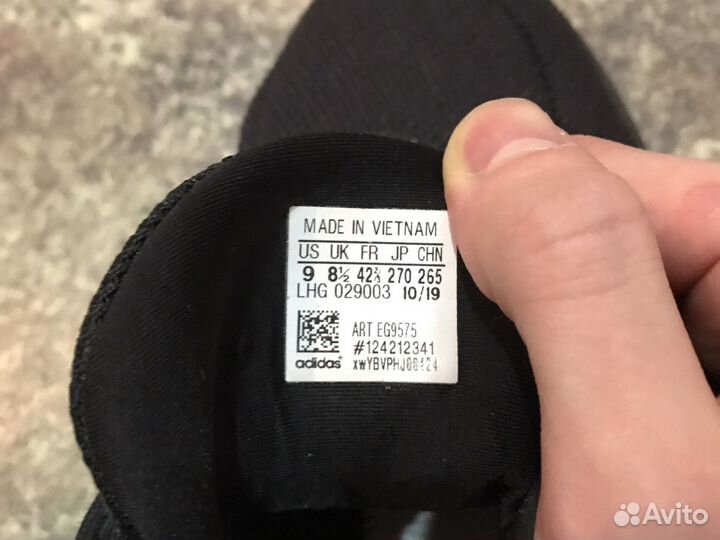 MADE IN VIETNAM
US UK FR JP CHN
9 8½ 42⅔ 270 265
LHG 029003 10/19
ART EG9575
#124212341
adidas
Avito